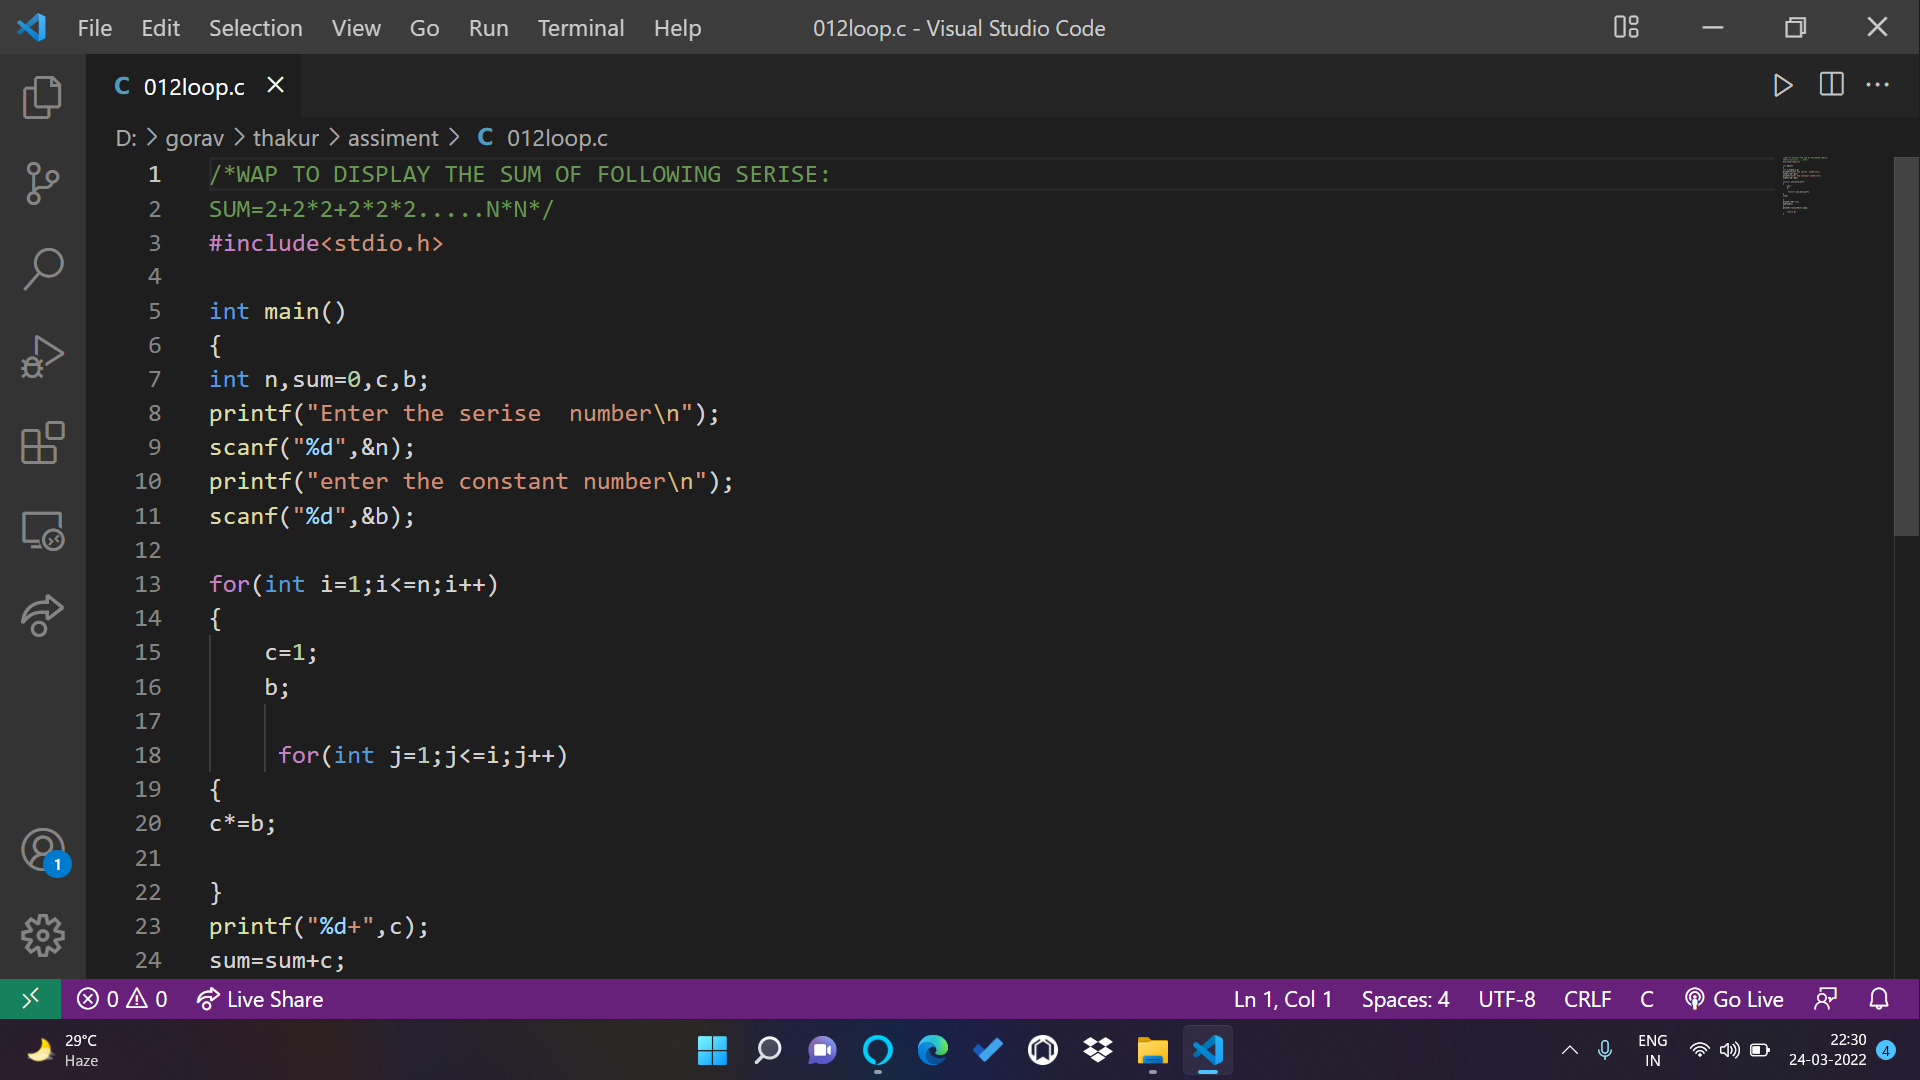 File Edit Selection View Go Run Terminal Help 012loop.c - Visual Studio Code
C 012loop.c
D: > gorav > thakur > assiment > C 012loop.c
1 /*WAP TO DISPLAY THE SUM OF FOLLOWING SERISE:
2 SUM=2+2*2+2*2*2.....N*N*/
3 #include<stdio.h>
4
5 int main()
6 {
7 int n,sum=0,c,b;
8 printf("Enter the serise  number\n");
9 scanf("%d",&n);
10 printf("enter the constant number\n");
11 scanf("%d",&b);
12
13 for(int i=1;i<=n;i++)
14 {
15     c=1;
16     b;
17
18      for(int j=1;j<=i;j++)
19 {
20 c*=b;
21
22 }
23 printf("%d+",c);
24 sum=sum+c;
1
0 0 Live Share Ln 1, Col 1 Spaces: 4 UTF-8 CRLF C Go Live
29°C
Haze
ENG
IN
22:30
24-03-2022
4